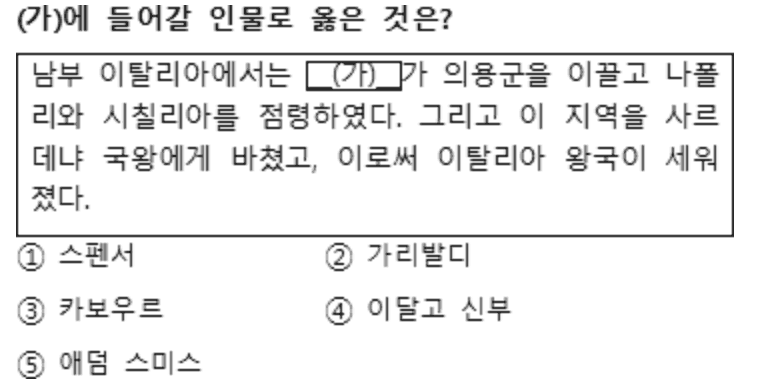 (가)에 들어갈 인물로 옳은 것은?
남부 이탈리아에서는 (가) 가 의용군을 이끌고 나폴
리와 시칠리아를 점령하였다. 그리고 이 지역을 사르
데냐 국왕에게 바쳤고, 이로써 이탈리아 왕국이 세워
졌다.
① 스펜서 ② 가리발디
③ 카보우르 ④ 이달고 신부
⑤ 애덤 스미스